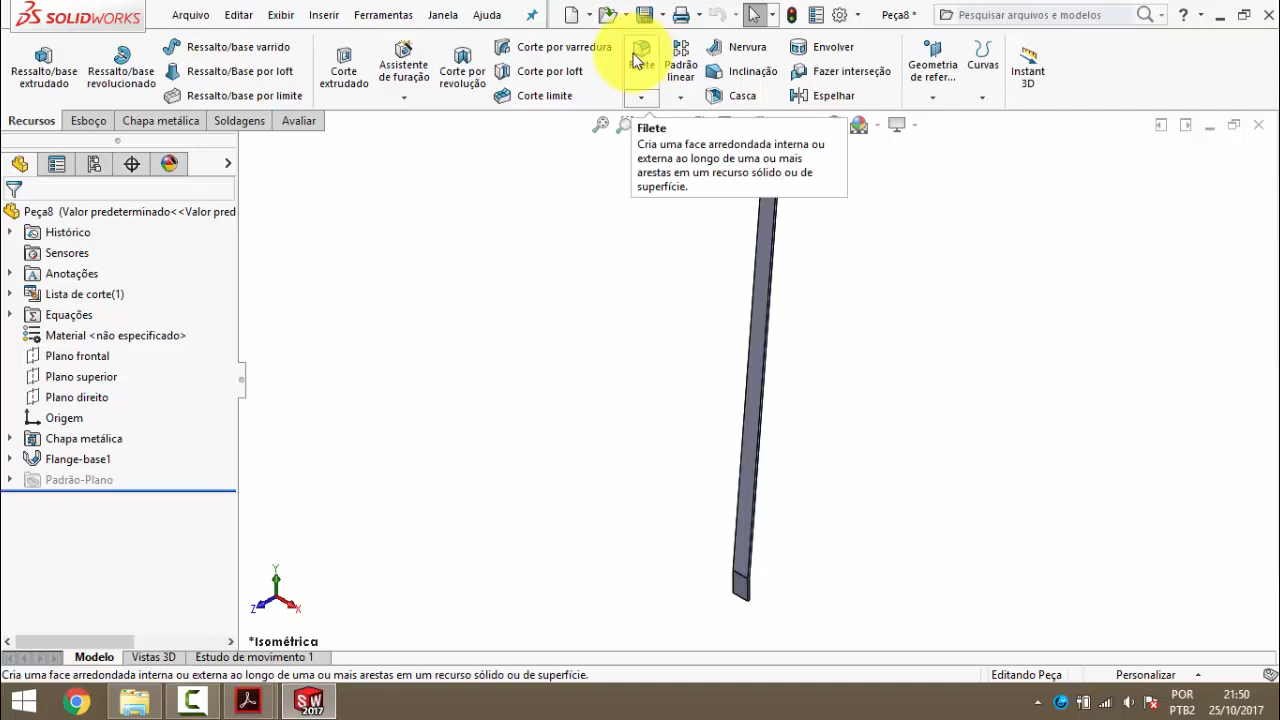 SOLIDWORKS
Arquivo
Editar
Exibir
Inserir
Ferramentas
Janela
Ajuda
Peça8 *
Pesquisar arquivos e modelos
?
Ressalto/base
extrudado
Ressalto/base
revolucionado
Ressalto/base varrido
Ressalto/base por loft
Ressalto/base por limite
Corte
extrudado
Assistente
de furação
Corte por
revolução
Corte por varredura
Corte por loft
Corte limite
Filete
Padrão
linear
Nervura
Inclinação
Casca
Envolver
Fazer interseção
Espelhar
Geometria
de refer...
Curvas
Instant
3D
Recursos
Esboço
Chapa metálica
Soldagens
Avaliar
Filete
Cria uma face arredondada interna ou
externa ao longo de uma ou mais
arestas em um recurso sólido ou de
superfície.
Peça8 (Valor predeterminado<<Valor pred
Histórico
Sensores
Anotações
Lista de corte(1)
Equações
Material <não especificado>
Plano frontal
Plano superior
Plano direito
Origem
Chapa metálica
Flange-base1
Padrão-Plano
Y
Z
X
*Isométrica
Modelo
Vistas 3D
Estudo de movimento 1
Cria uma face arredondada interna ou externa ao longo de uma ou mais arestas em um recurso sólido ou de superfície.
Editando Peça
Personalizar
SW
2017
POR
PTB2
21:50
25/10/2017